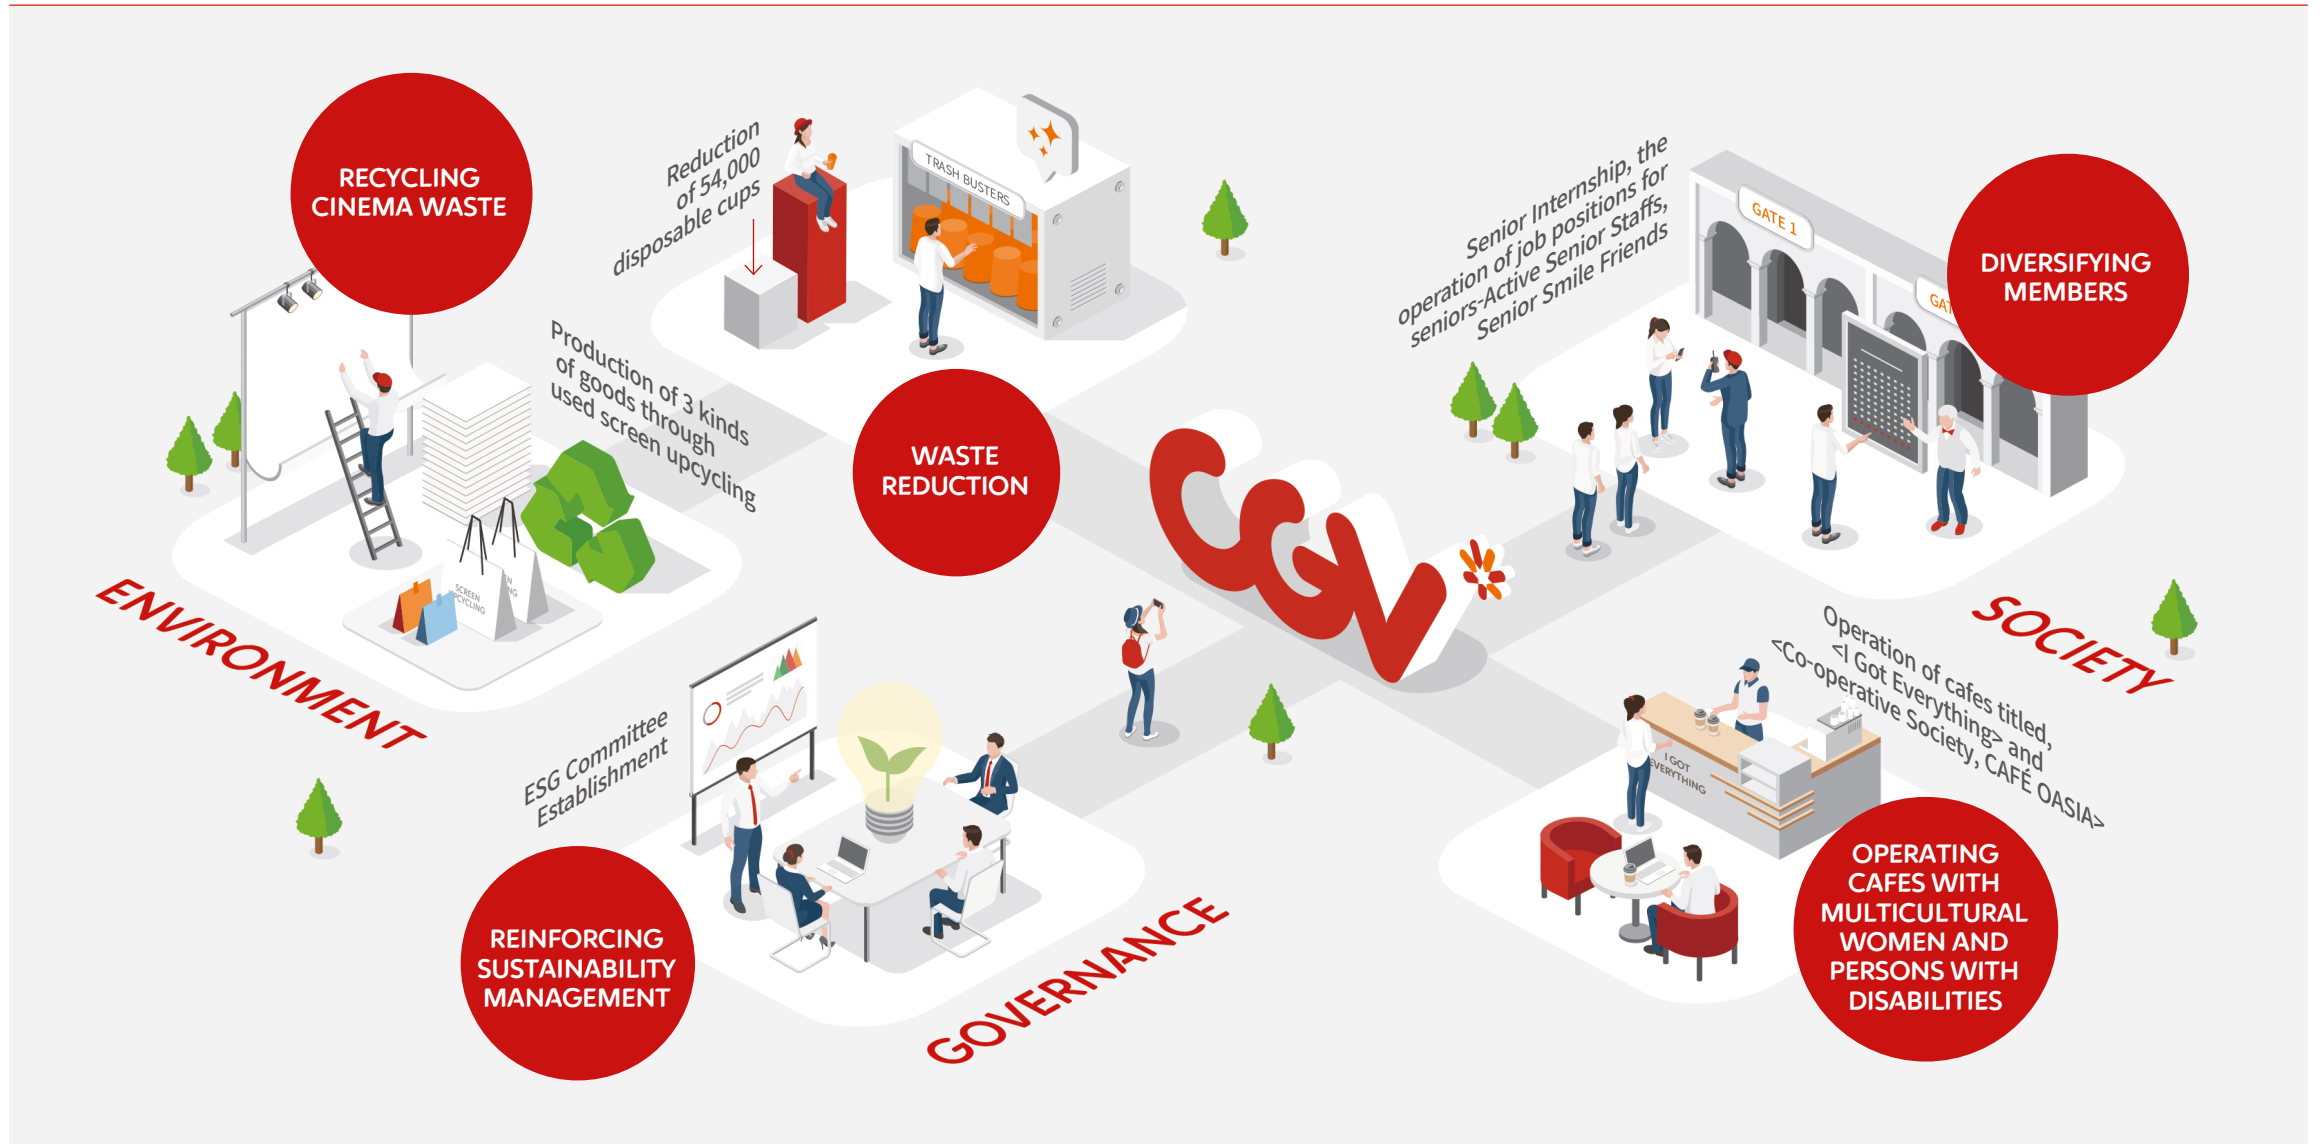 RECYCLING
CINEMA WASTE
Reduction
of 54,000
disposable cups
TRASH BUSTERS
Production of 3 kinds
of goods through
used screen upcycling
WASTE
REDUCTION
SCREEN
ENVIRONMENT
CGV
Senior Internship, the
operation of job positions for
seniors-Active Senior Staffs,
Senior Smile Friends
GATE 1
DIVERSIFYING
MEMBERS
SOCIETY
Operation of cafes titled,
<I Got Everything> and
<Co-operative Society, CAFÉ OASIA>
I GOT
EVERYTHING
OPERATING
CAFES WITH
MULTICULTURAL
WOMEN AND
PERSONS WITH
DISABILITIES
ESG Committee
Establishment
REINFORCING
SUSTAINABILITY
MANAGEMENT
GOVERNANCE